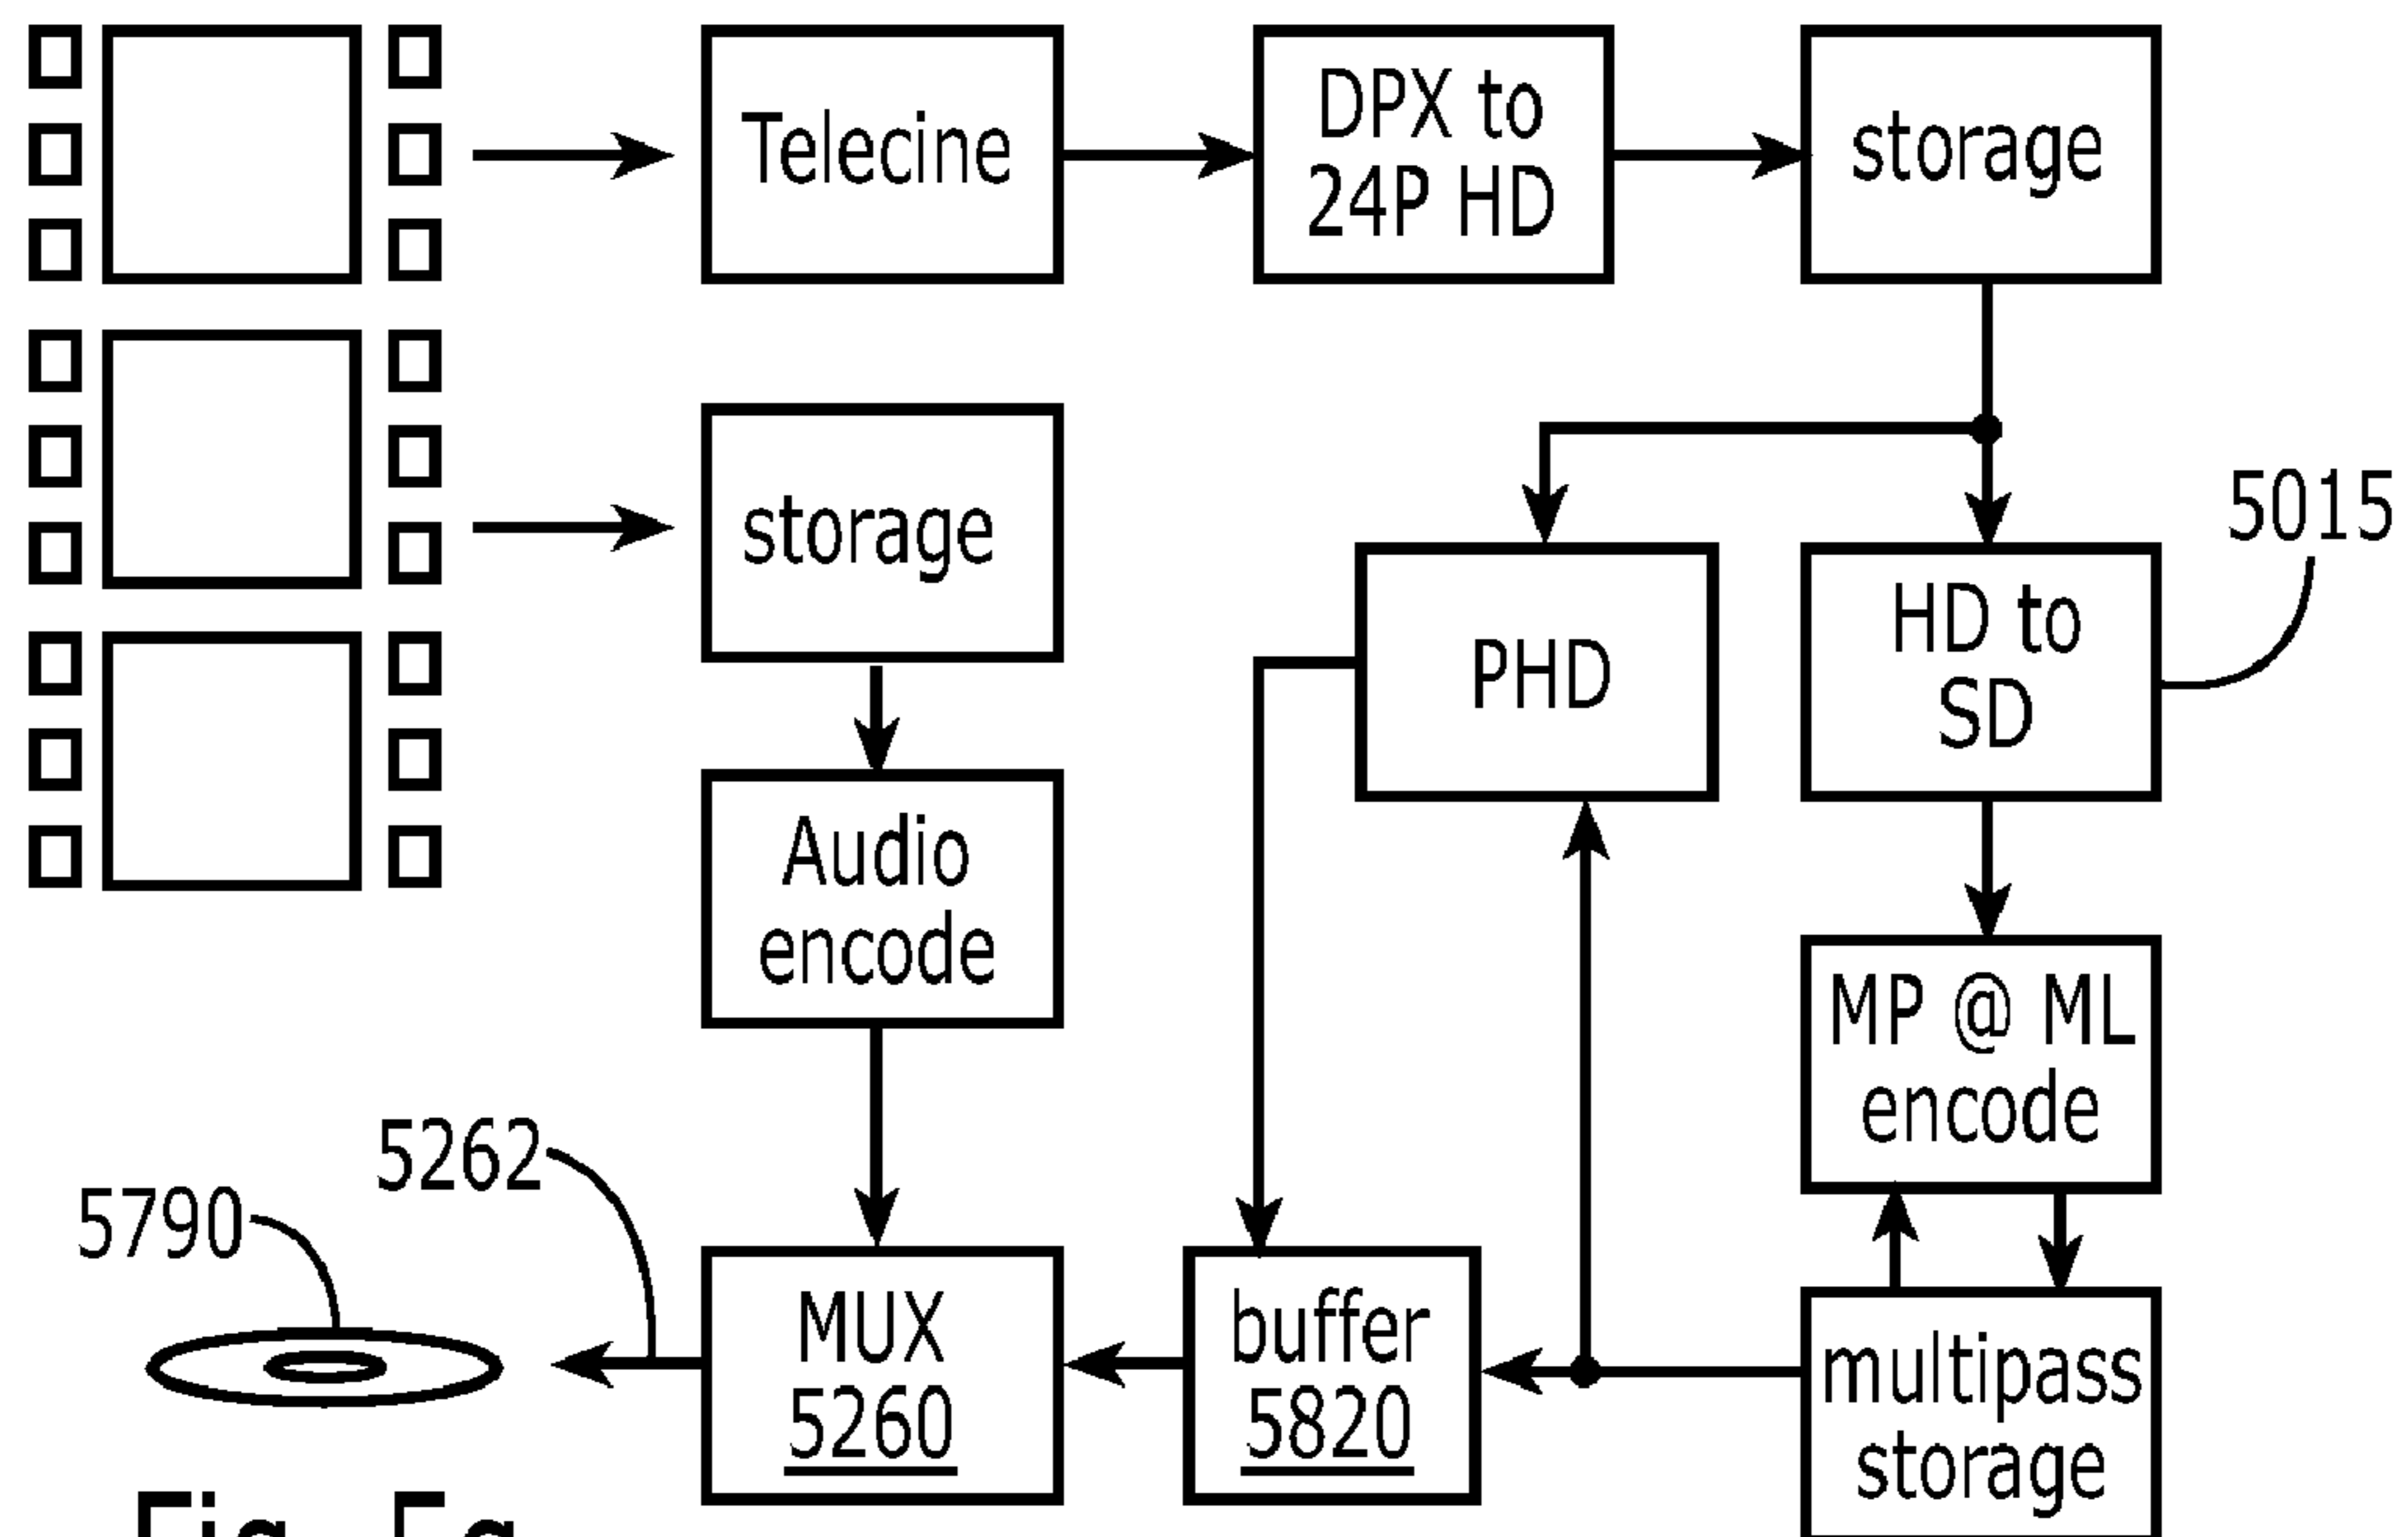 Telecine
DPX to
24P HD
storage
storage
5015
PHD
HD to
SD
Audio
encode
MP @ ML
encode
5262
5790
MUX
5260
buffer
5820
multipass
storage